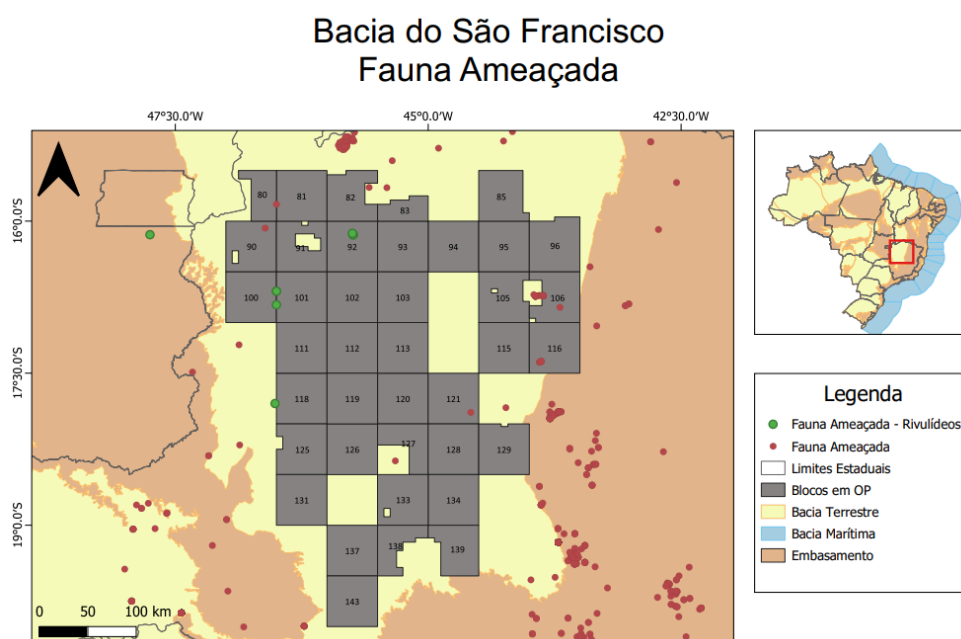 Bacia do São Francisco
Fauna Ameaçada
47°30.0'W 45°0.0'W 42°30.0'W
16°0.0'S
17°30.0'S
19°0.0'S
80 81 82 83 85
90 91 92 93 94 95 96
100 101 102 103 105 106
111 112 113 115 116
118 119 120 121
125 126 127 128 129
131 133 134
137 138 139
143
0 50 100 km
Legenda
Fauna Ameaçada - Rivulídeos
Fauna Ameaçada
Limites Estaduais
Blocos em OP
Bacia Terrestre
Bacia Marítima
Embasamento